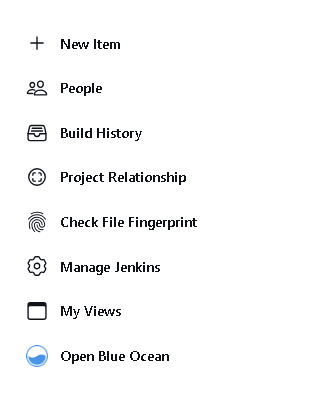 New Item
People
Build History
Project Relationship
Check File Fingerprint
Manage Jenkins
My Views
Open Blue Ocean